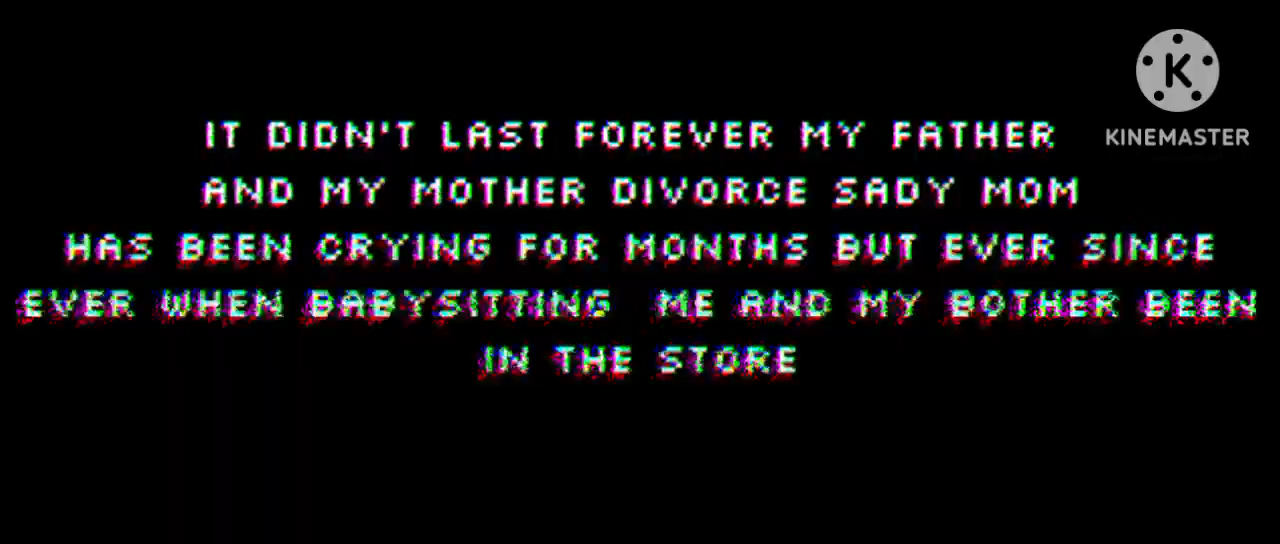 KINEMASTER
IT DIDN'T LAST FOREVER MY FATHER
AND MY MOTHER DIVORCE SADY MOM
HAS BEEN CRYING FOR MONTHS BUT EVER SINCE
EVER WHEN BABYSITTING ME AND MY BOTHER BEEN
IN THE STORE